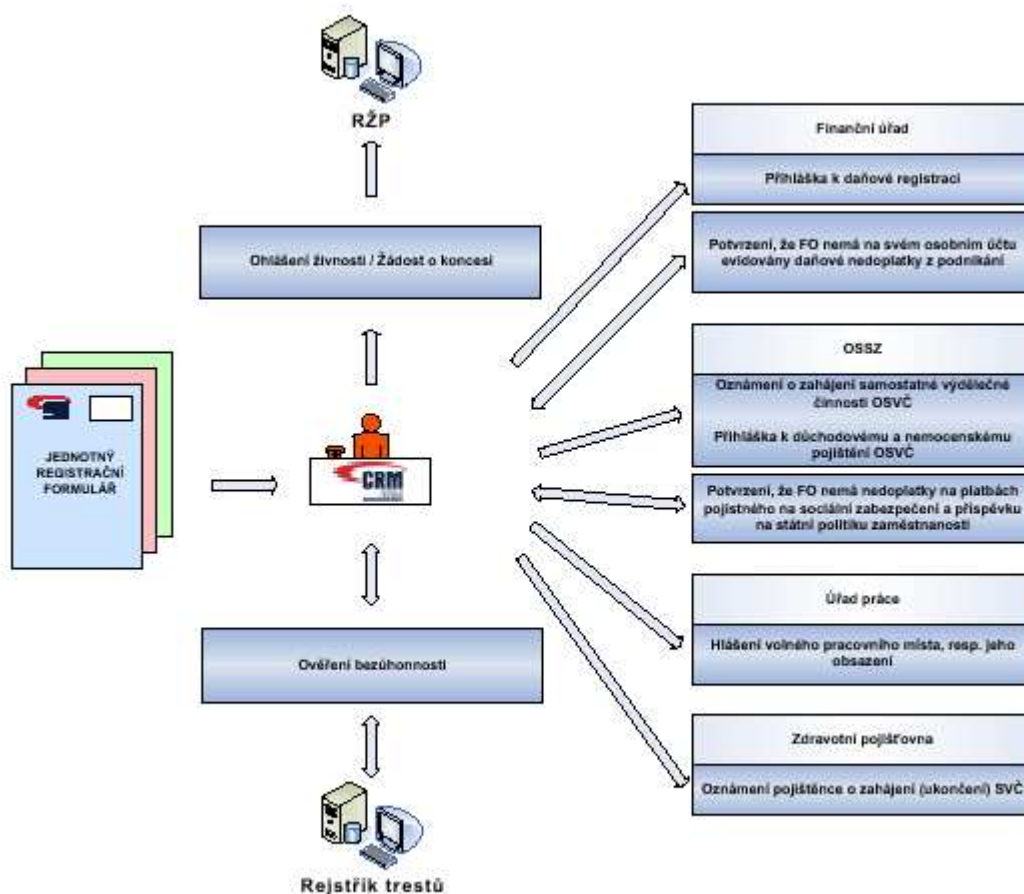 RŽP
Ohlášení živnosti / Žádost o koncesi
JEDNOTNÝ
REGISTRAČNÍ
FORMULÁŘ
CRM
Ověření bezúhonnosti
Rejstřík trestů
Finanční úřad
Přihláška k daňové registraci
Potvrzení, že FO nemá na svém osobním účtu
evidovány daňové nedoplatky z podnikání
OSSZ
Oznámení o zahájení samostatné výdělečné
činnosti OSVČ
Přihláška k důchodovému a nemocenskému
pojištění OSVČ
Potvrzení, že FO nemá nedoplatky na platbách
pojistného na sociální zabezpečení a příspěvku
na státní politiku zaměstnanosti
Úřad práce
Hlášení volného pracovního místa, resp. jeho
obsazení
Zdravotní pojišťovna
Oznámení pojištěnce o zahájení (ukončení) SVČ